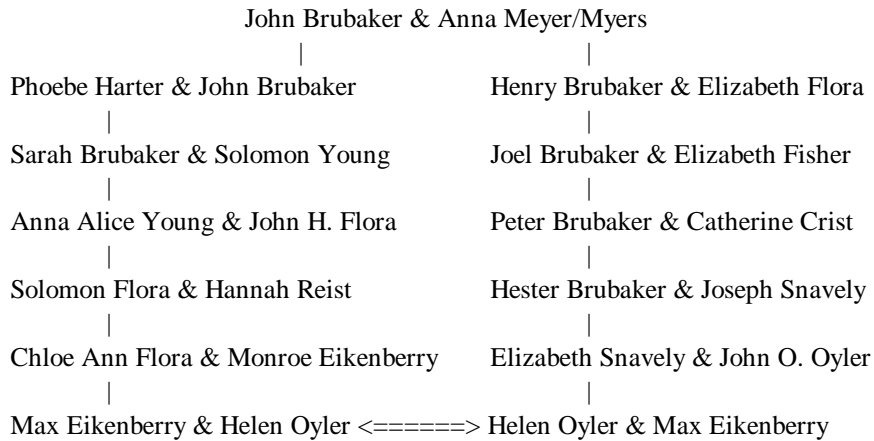 John Brubaker & Anna Meyer/Myers
| |
Phoebe Harter & John Brubaker Henry Brubaker & Elizabeth Flora
| |
Sarah Brubaker & Solomon Young Joel Brubaker & Elizabeth Fisher
| |
Anna Alice Young & John H. Flora Peter Brubaker & Catherine Crist
| |
Solomon Flora & Hannah Reist Hester Brubaker & Joseph Snavely
| |
Chloe Ann Flora & Monroe Eikenberry Elizabeth Snavely & John O. Oyler
| |
Max Eikenberry & Helen Oyler <======> Helen Oyler & Max Eikenberry